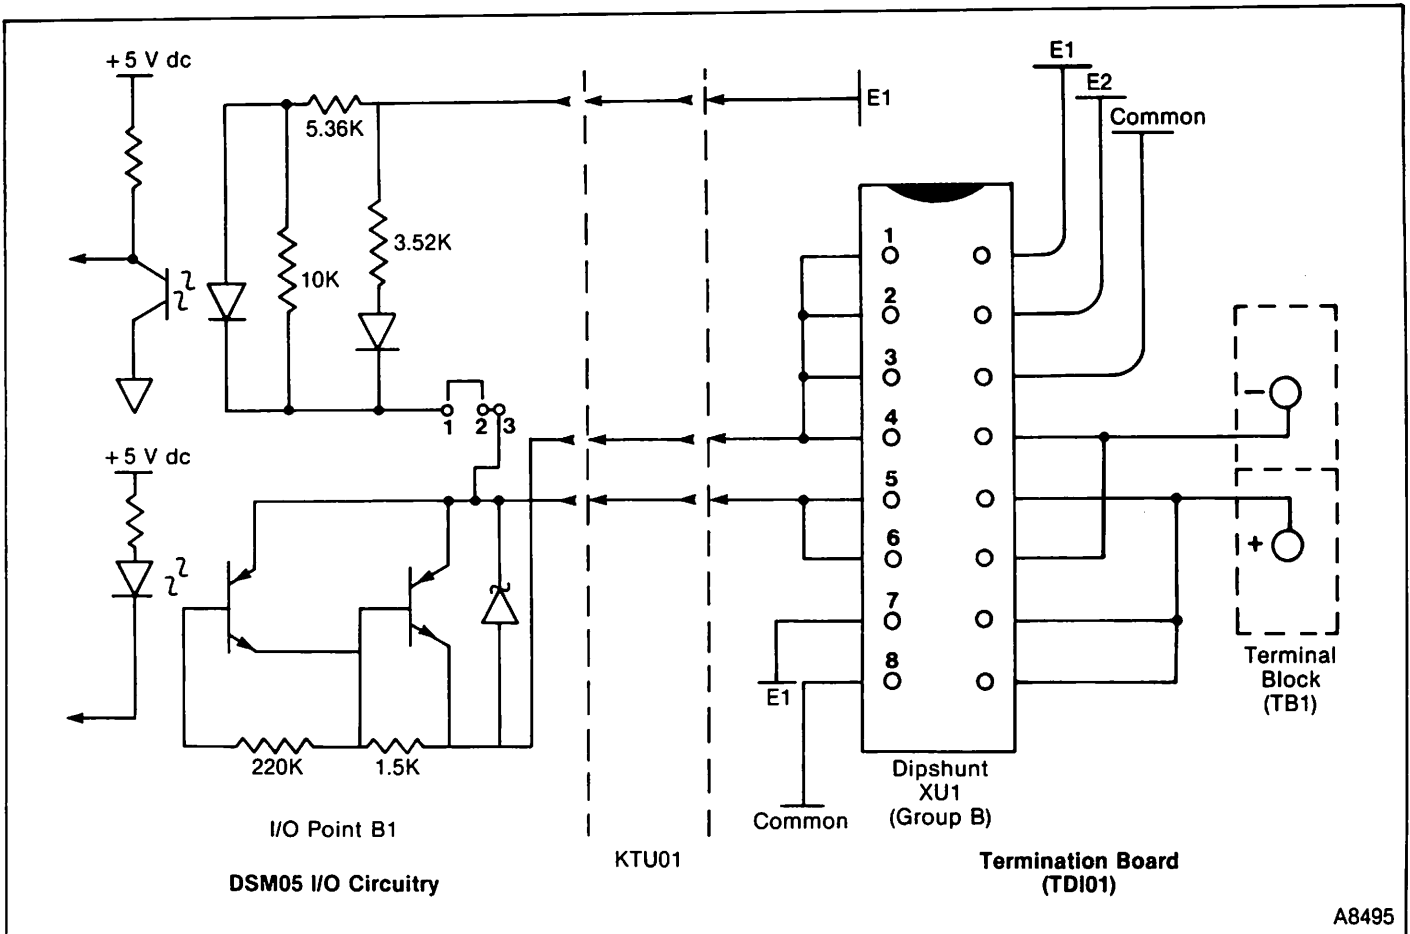 +5 V dc
5.36K
E1
E1
E2
Common
10K
3.52K
1
2
3
+5 V dc
1
2
3
4
5
6
7
8
−
+
E1
Common
220K
1.5K
Terminal
Block
(TB1)
Dipshunt
XU1
(Group B)
I/O Point B1
DSM05 I/O Circuitry
KTU01
Termination Board
(TDI01)
A8495